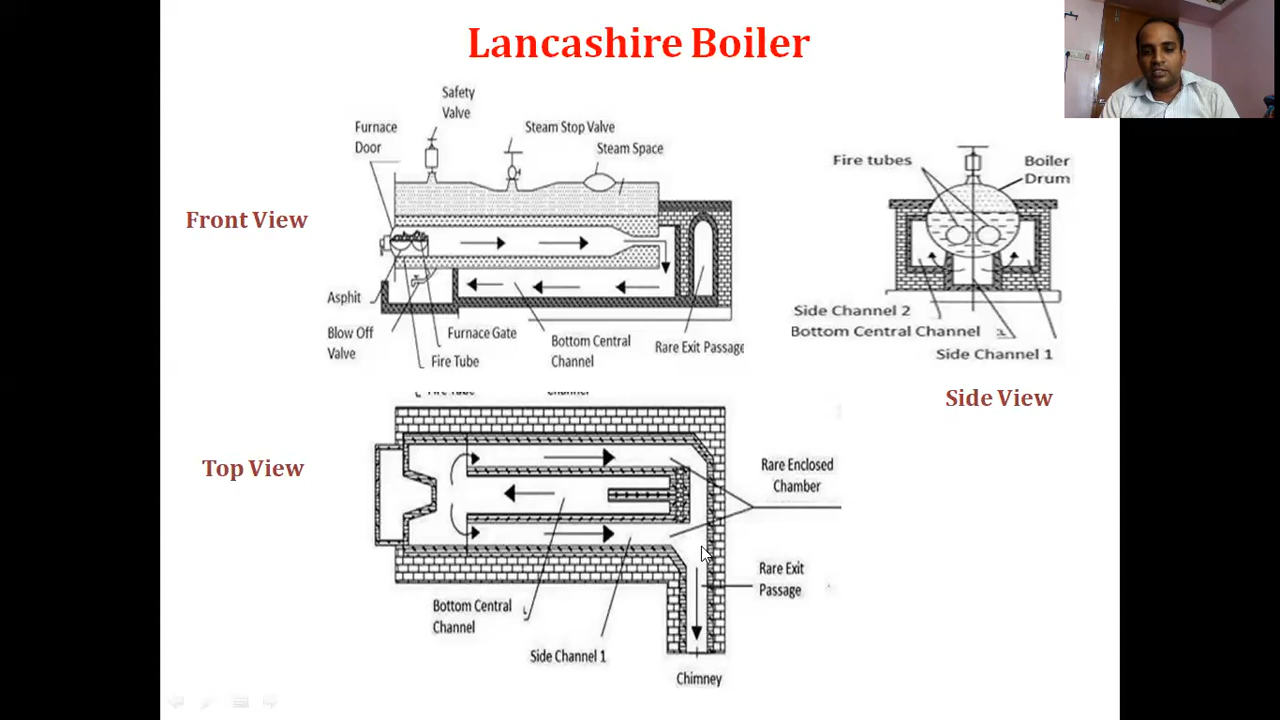 Lancashire Boiler
Safety
Valve
Furnace
Door
Steam Stop Valve
Steam Space
Front View
Asphit
Blow Off
Valve
Furnace Gate
Fire Tube
Bottom Central
Channel
Rare Exit Passage
Fire tubes
Boiler
Drum
Side Channel 2
Bottom Central Channel
Side Channel 1
Side View
Fire Tube
Channel
Top View
Rare Enclosed
Chamber
Rare Exit
Passage
Bottom Central
Channel
Side Channel 1
Chimney